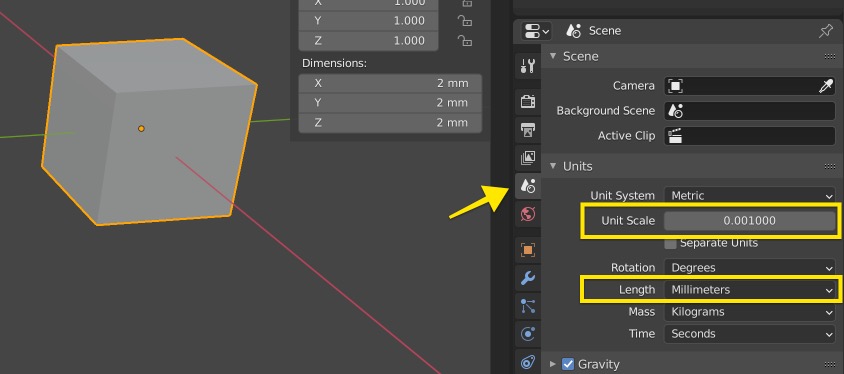 X 1.000
Y 1.000
Z 1.000
Dimensions:
X 2 mm
Y 2 mm
Z 2 mm
Scene
Scene
Camera
Background Scene
Active Clip
Units
Unit System Metric
Unit Scale 0.001000
Separate Units
Rotation Degrees
Length Millimeters
Mass Kilograms
Time Seconds
Gravity